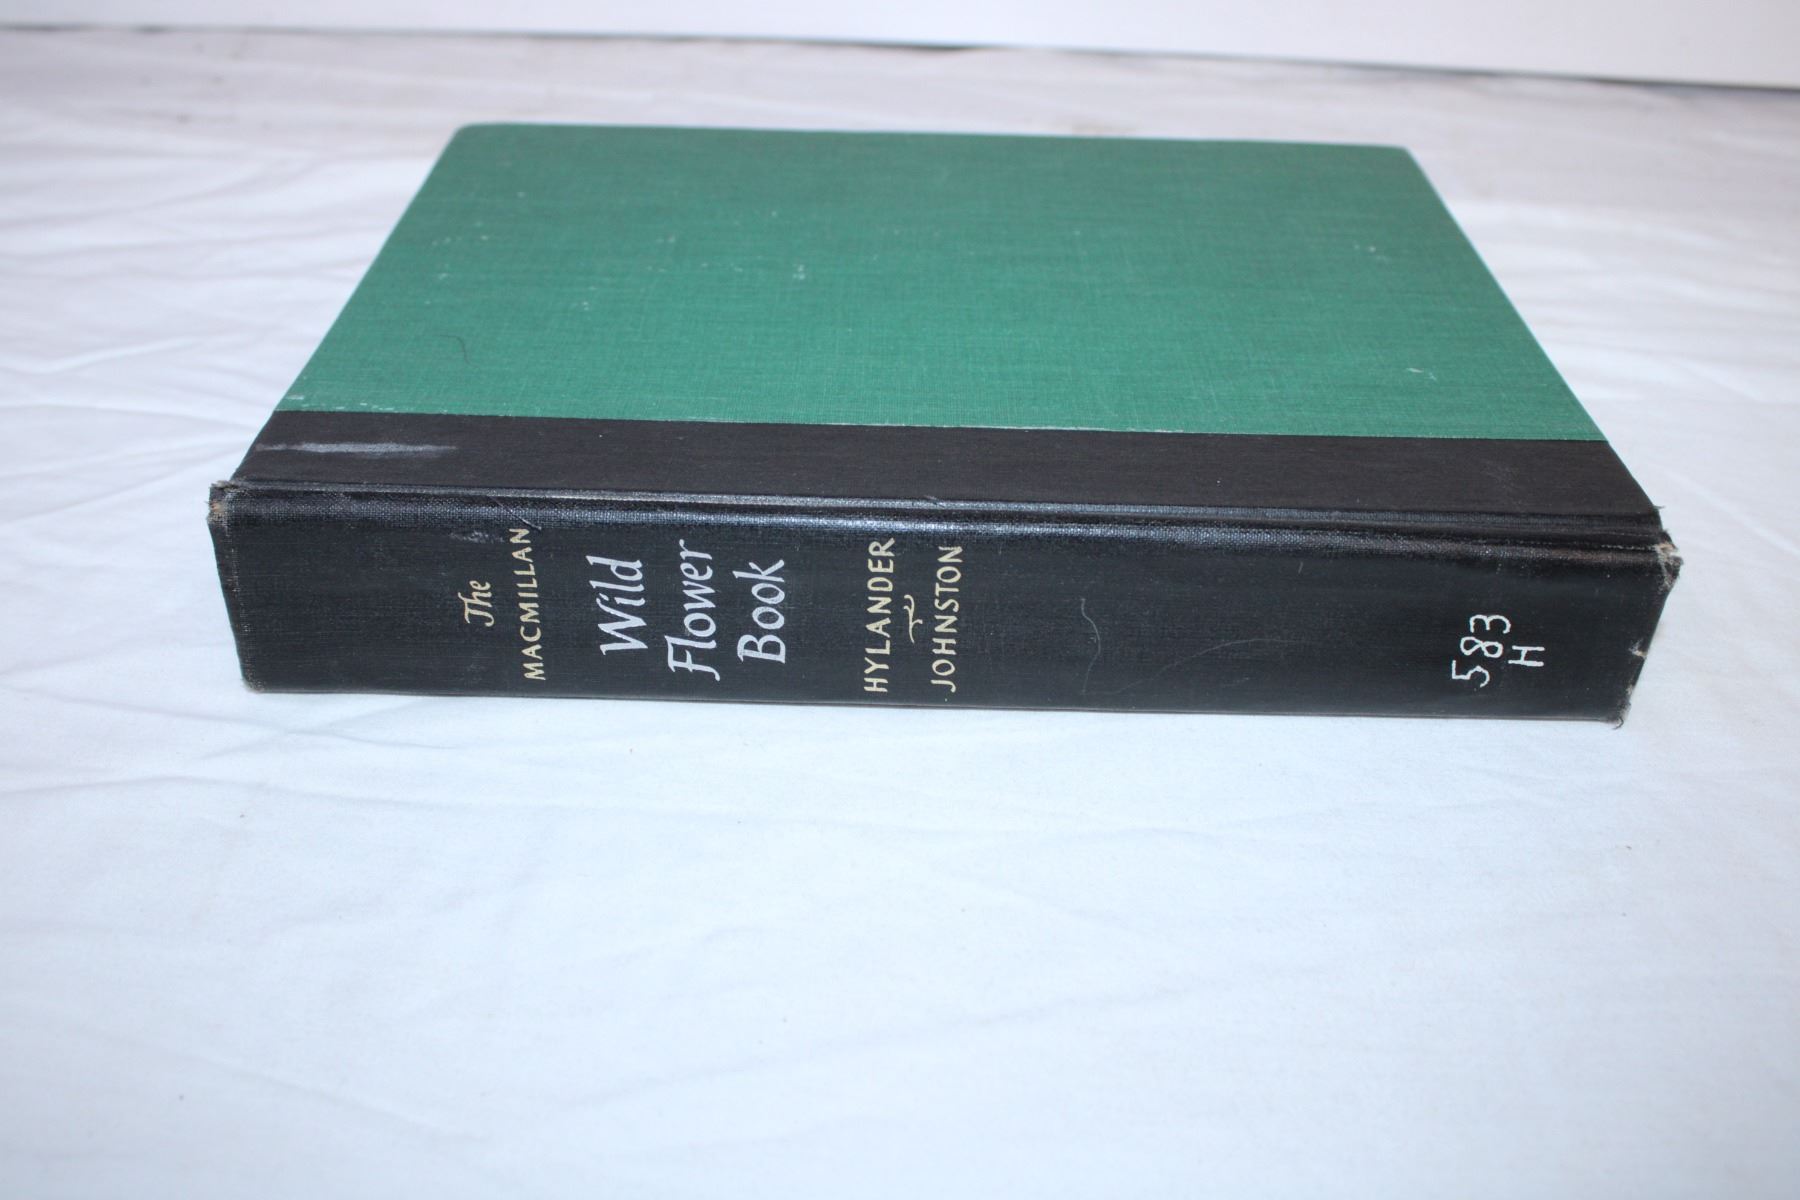 The
MACMILLAN
Wild
Flower
Book
HYLANDER
JOHNSTON
583
H